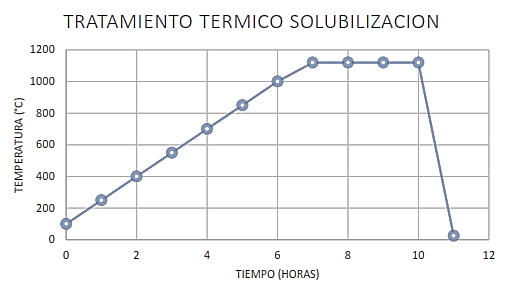 TRATAMIENTO TERMICO SOLUBILIZACION
1200
1000
800
600
400
200
0
TEMPERATURA (°C)
0 2 4 6 8 10 12
TIEMPO (HORAS)